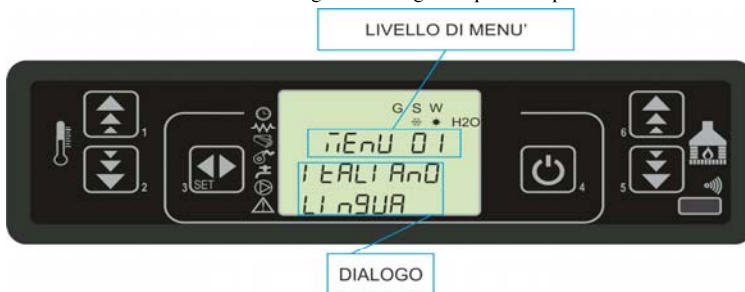 LIVELLO DI MENU'
G S W
H2O
MEnU 01
ItALIAnO
LInGUA
1
2
3 SET
4
6
5
DIALOGO